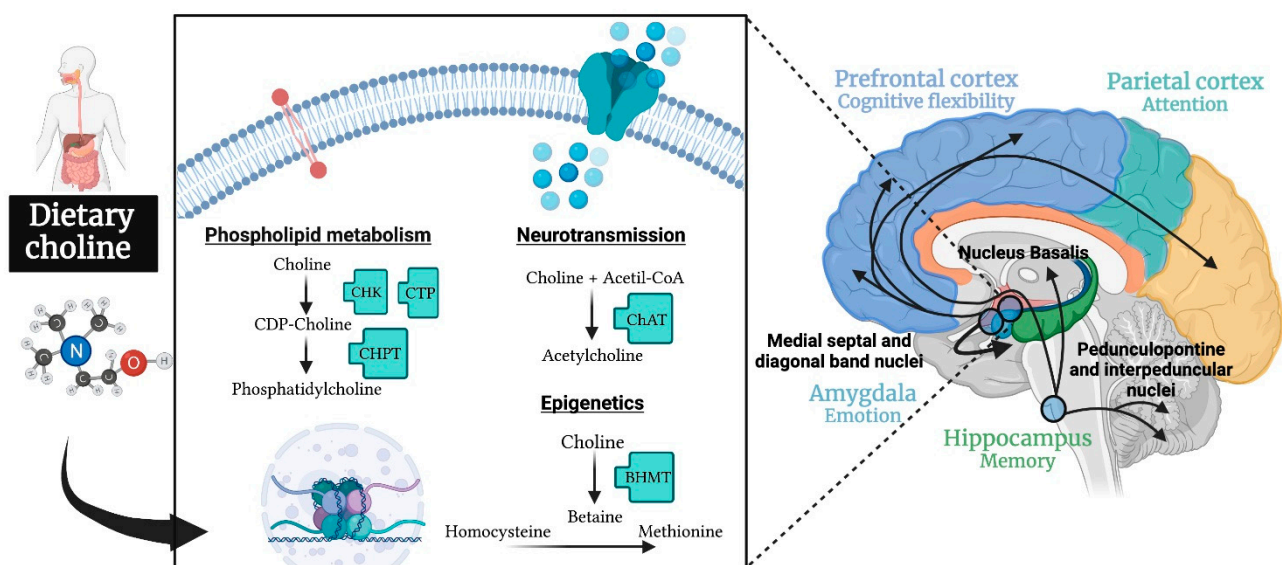 Dietary
choline
N
O
H
C
Phospholipid metabolism
Choline
CHK
CTP
CDP-Choline
CHPT
Phosphatidylcholine
Neurotransmission
Choline + Acetil-CoA
ChAT
Acetylcholine
Epigenetics
Choline
BHMT
Betaine
Homocysteine
Methionine
Prefrontal cortex
Cognitive flexibility
Parietal cortex
Attention
Nucleus Basalis
Medial septal and
diagonal band nuclei
Amygdala
Emotion
Pedunculopontine
and interpeduncular
nuclei
Hippocampus
Memory